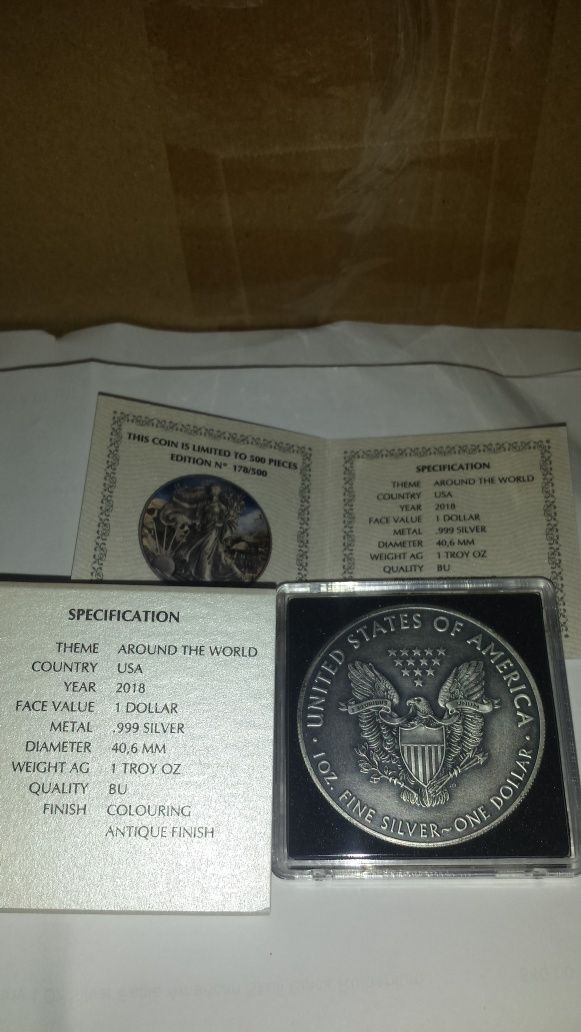 THIS COIN IS LIMITED TO 500 PIECES
EDITION N° 178/500
SPECIFICATION
THEME AROUND THE WORLD
COUNTRY USA
YEAR 2018
FACE VALUE 1 DOLLAR
METAL .999 SILVER
DIAMETER 40,6 MM
WEIGHT AG 1 TROY OZ
QUALITY BU
SPECIFICATION
THEME AROUND THE WORLD
COUNTRY USA
YEAR 2018
FACE VALUE 1 DOLLAR
METAL .999 SILVER
DIAMETER 40,6 MM
WEIGHT AG 1 TROY OZ
QUALITY BU
FINISH COLOURING
ANTIQUE FINISH
· UNITED STATES OF AMERICA ·
1 OZ. FINE SILVER~ONE DOLLAR